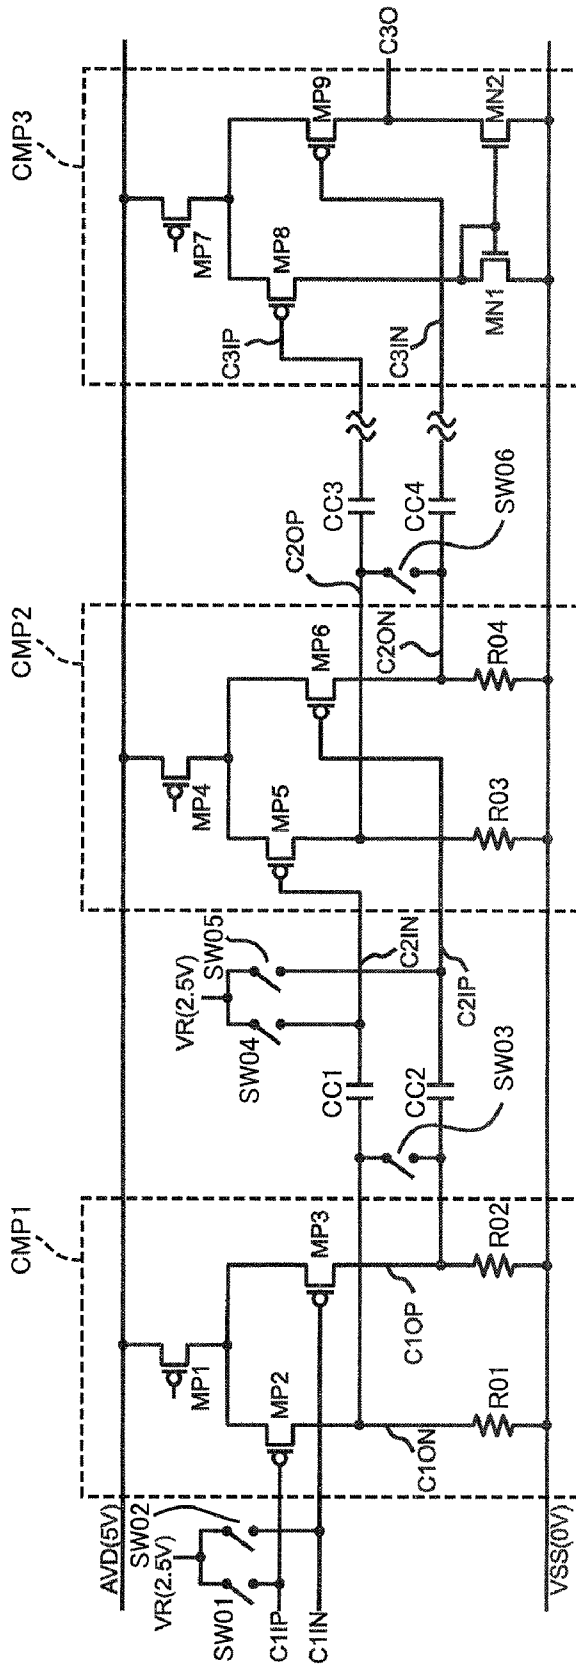 CMP1
CMP2
CMP3
AVD(5V)
VR(2.5V)
SW01
SW02
C1IP
C1IN
MP1
MP2
MP3
C1ON
C1OP
R01
R02
VSS(0V)
SW03
CC1
CC2
VR(2.5V)
SW04
SW05
C2IN
C2IP
MP4
MP5
MP6
R03
R04
C2OP
C2ON
SW06
CC3
CC4
C3IP
C3IN
MP7
MP8
MP9
MN1
MN2
C3O